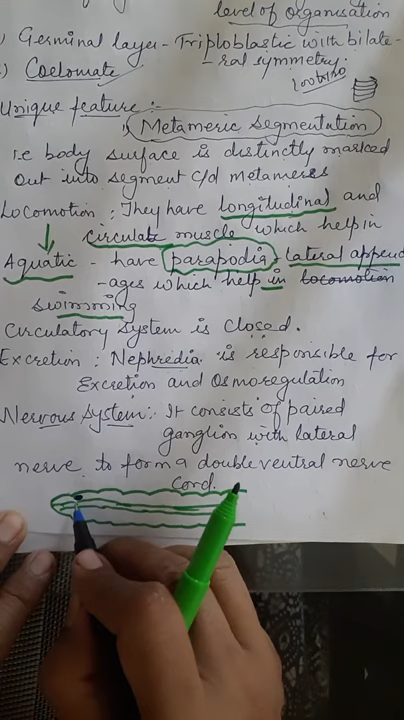 level of Organisation
) Germinal layer - Triploblastic with bilate-
- ral symmetry.
) Coelomate
Unique feature :-
Metameric Segmentation
i.e body surface is distinctly marked
out into segment c/d metameres
Locomotion : They have longitudinal and
circular muscle which help in
Aquatic - have parapodia - lateral append
- ages which help in locomotion
swimming
Circulatory System is closed.
Excretion : Nephredia is responsible for
Excretion and Osmoregulation
Nervous System :- It consists of paired
ganglion with lateral
nerve to form a double ventral nerve
cord.